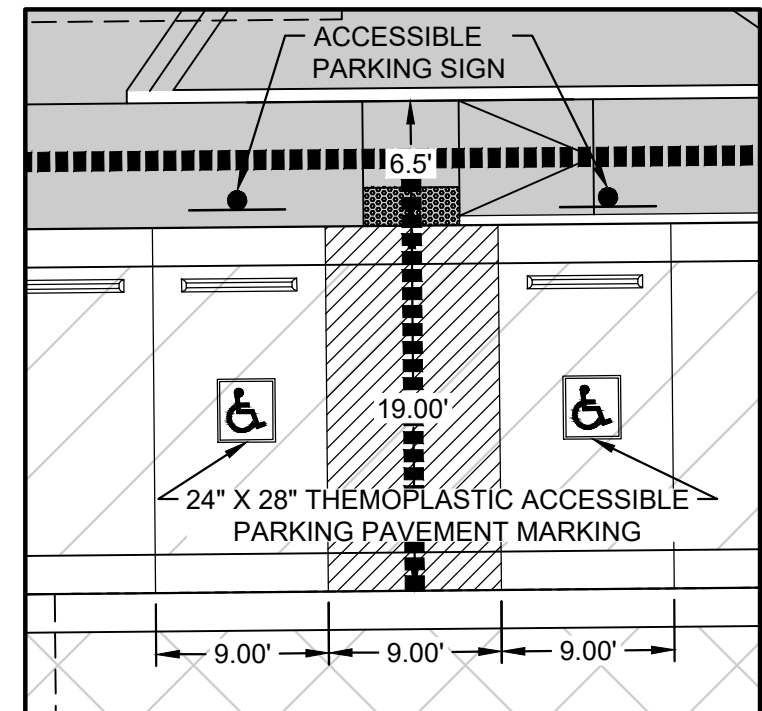 ACCESSIBLE
PARKING SIGN
6.5'
19.00'
24" X 28" THEMOPLASTIC ACCESSIBLE
PARKING PAVEMENT MARKING
9.00' 9.00' 9.00'